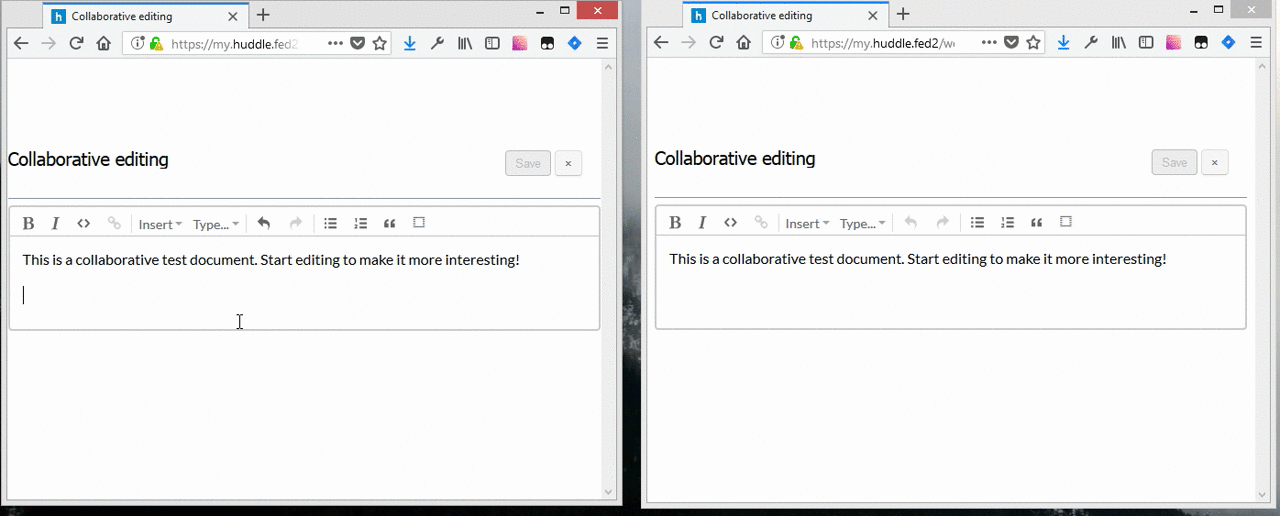 Collaborative editing
https://my.huddle.fed2
Collaborative editing
Save
B I Insert Type...
This is a collaborative test document. Start editing to make it more interesting!
Collaborative editing
https://my.huddle.fed2/w
Collaborative editing
Save
B I Insert Type...
This is a collaborative test document. Start editing to make it more interesting!